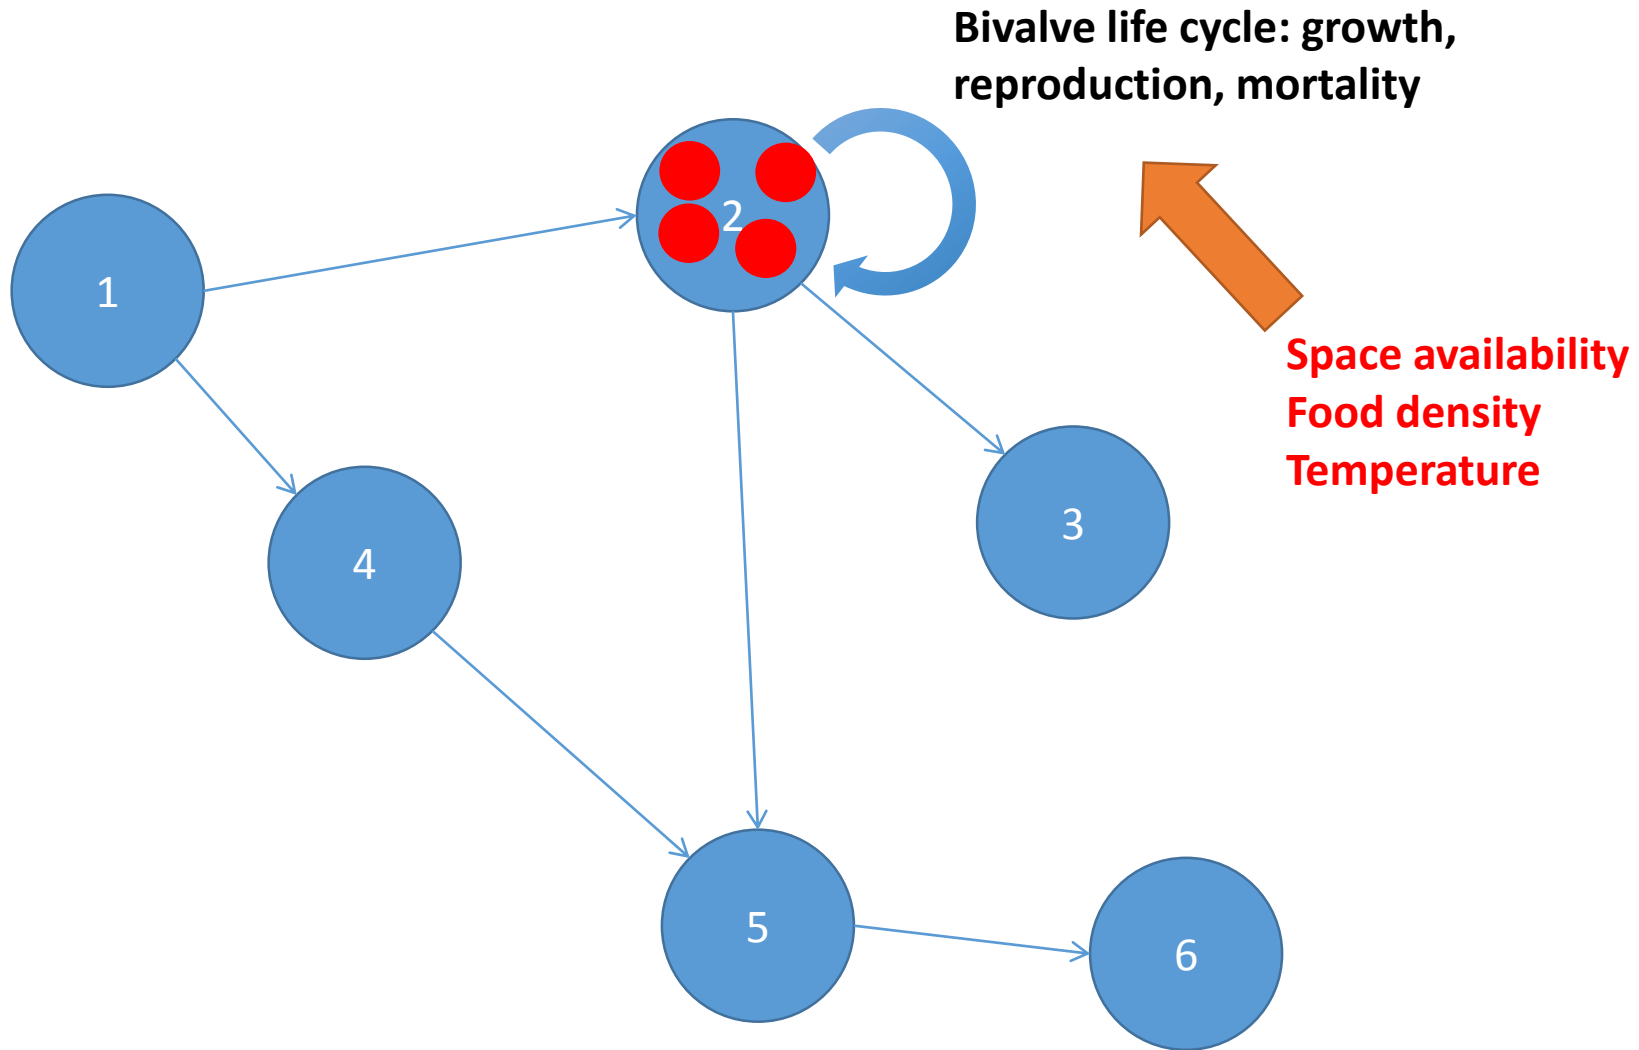 Bivalve life cycle: growth,
reproduction, mortality
2
1
Space availability
Food density
Temperature
3
4
5
6